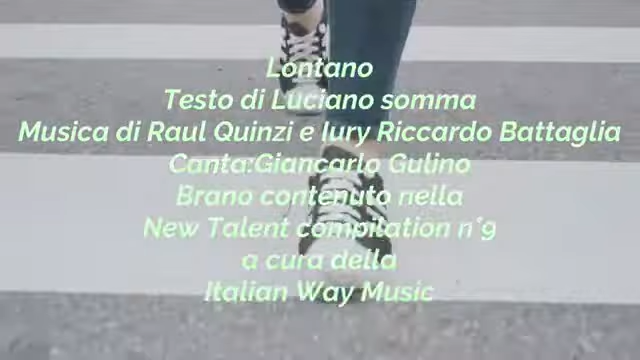 Lontano
Testo di Luciano somma
Musica di Raul Quinzi e Iury Riccardo Battaglia
Canta:Giancarlo Gulino
Brano contenuto nella
New Talent compilation n°9
a cura della
Italian Way Music